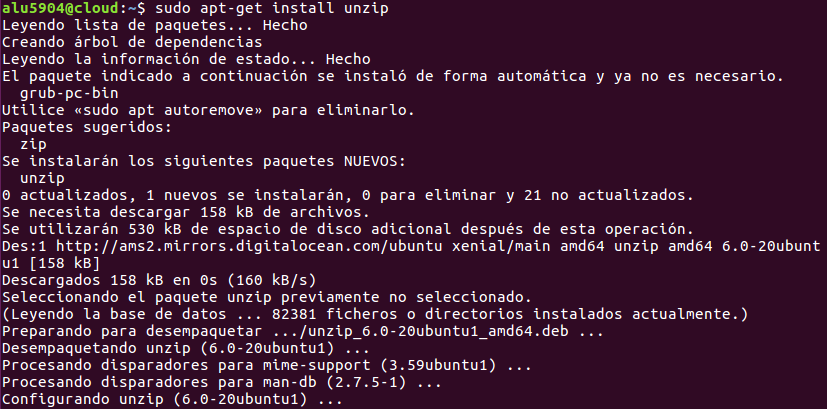 alu5904@cloud:~$ sudo apt-get install unzip
Leyendo lista de paquetes... Hecho
Creando árbol de dependencias
Leyendo la información de estado... Hecho
El paquete indicado a continuación se instaló de forma automática y ya no es necesario.
  grub-pc-bin
Utilice «sudo apt autoremove» para eliminarlo.
Paquetes sugeridos:
  zip
Se instalarán los siguientes paquetes NUEVOS:
  unzip
0 actualizados, 1 nuevos se instalarán, 0 para eliminar y 21 no actualizados.
Se necesita descargar 158 kB de archivos.
Se utilizarán 530 kB de espacio de disco adicional después de esta operación.
Des:1 http://ams2.mirrors.digitalocean.com/ubuntu xenial/main amd64 unzip amd64 6.0-20ubunt
u1 [158 kB]
Descargados 158 kB en 0s (160 kB/s)
Seleccionando el paquete unzip previamente no seleccionado.
(Leyendo la base de datos ... 82381 ficheros o directorios instalados actualmente.)
Preparando para desempaquetar .../unzip_6.0-20ubuntu1_amd64.deb ...
Desempaquetando unzip (6.0-20ubuntu1) ...
Procesando disparadores para mime-support (3.59ubuntu1) ...
Procesando disparadores para man-db (2.7.5-1) ...
Configurando unzip (6.0-20ubuntu1) ...